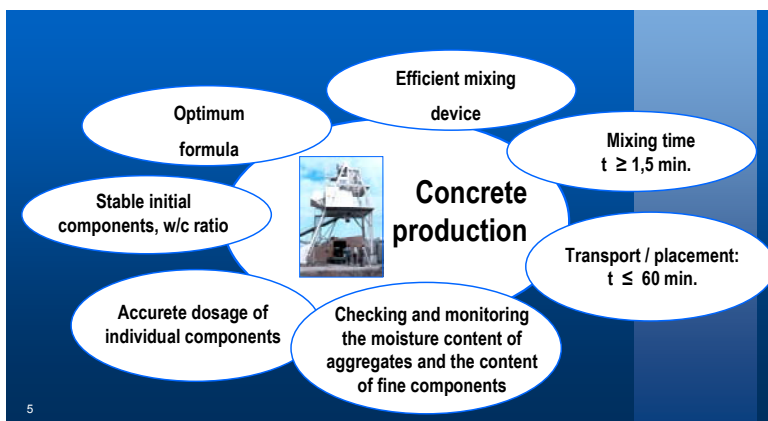 Efficient mixing
device
Optimum
formula
Mixing time
t ≥ 1,5 min.
Stable initial
components, w/c ratio
Concrete
production
Transport / placement:
t ≤ 60 min.
Accurete dosage of
individual components
Checking and monitoring
the moisture content of
aggregates and the content
of fine components
5